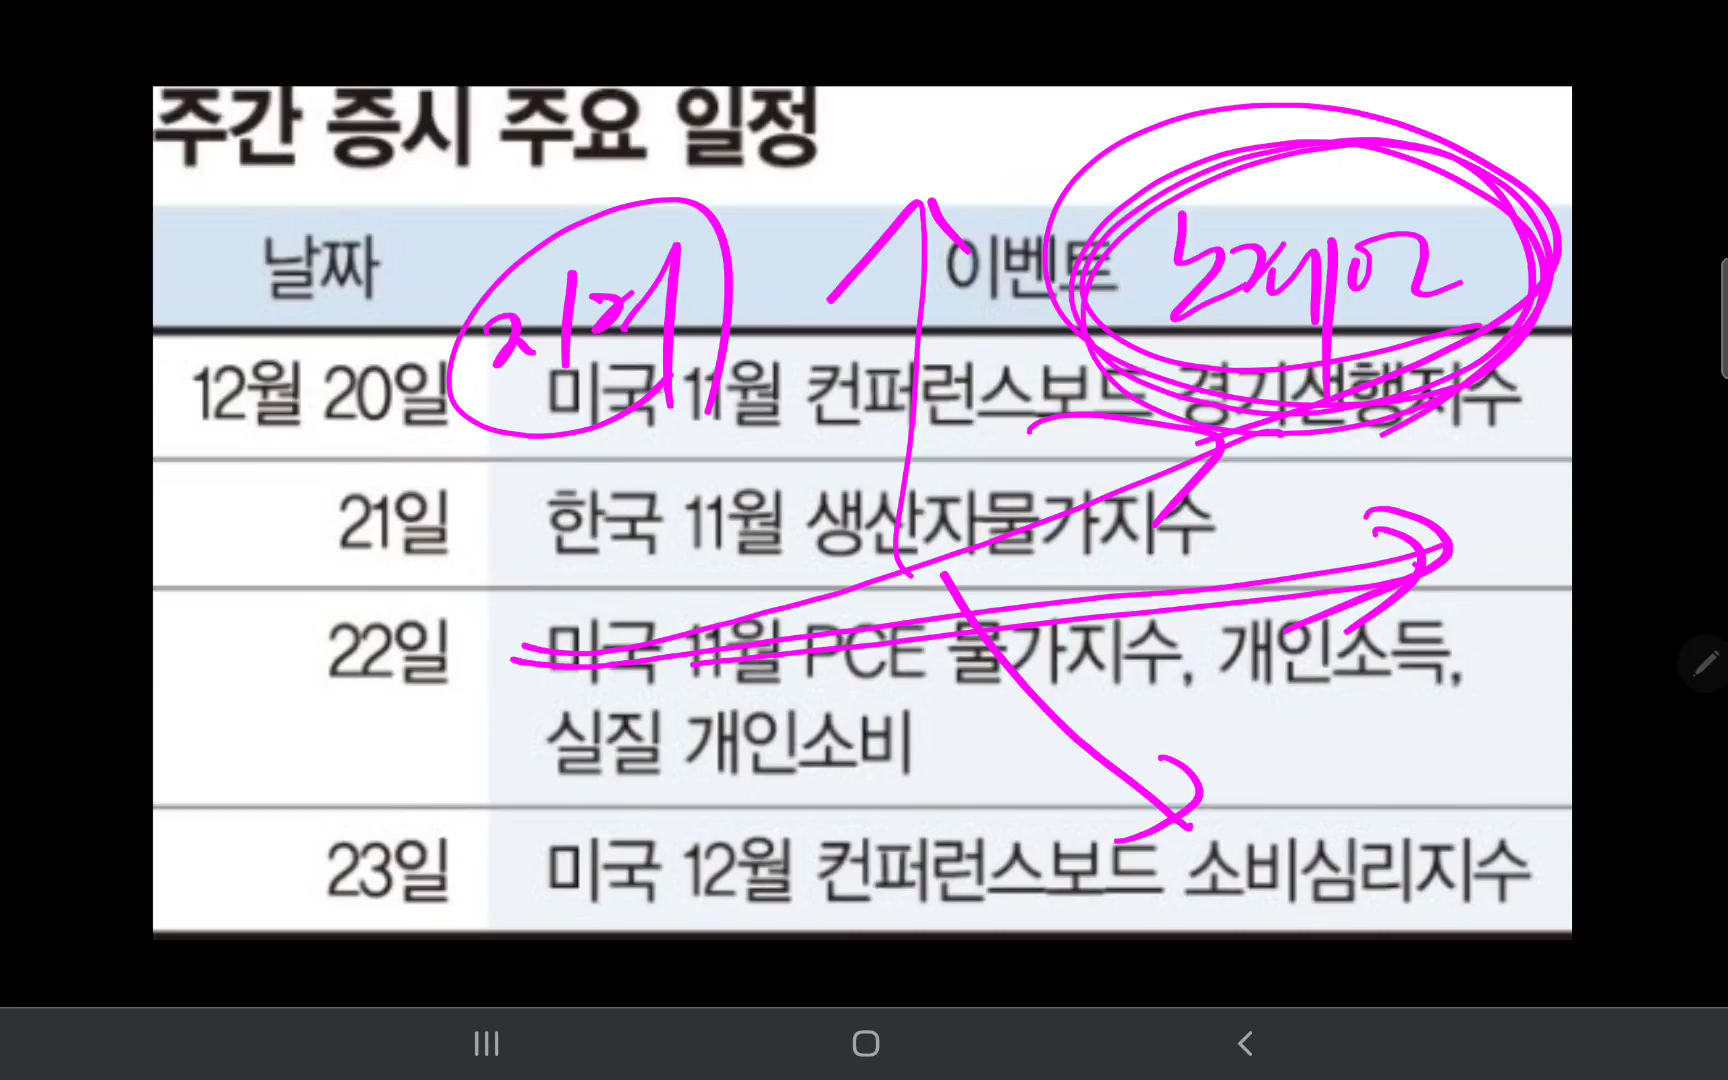 주간 증시 주요 일정
날짜 이벤트
12월 20일 미국 11월 컨퍼런스보드 경기선행지수
21일 한국 11월 생산자물가지수
22일 미국 11월 PCE 물가지수, 개인소득,
실질 개인소비
23일 미국 12월 컨퍼런스보드 소비심리지수